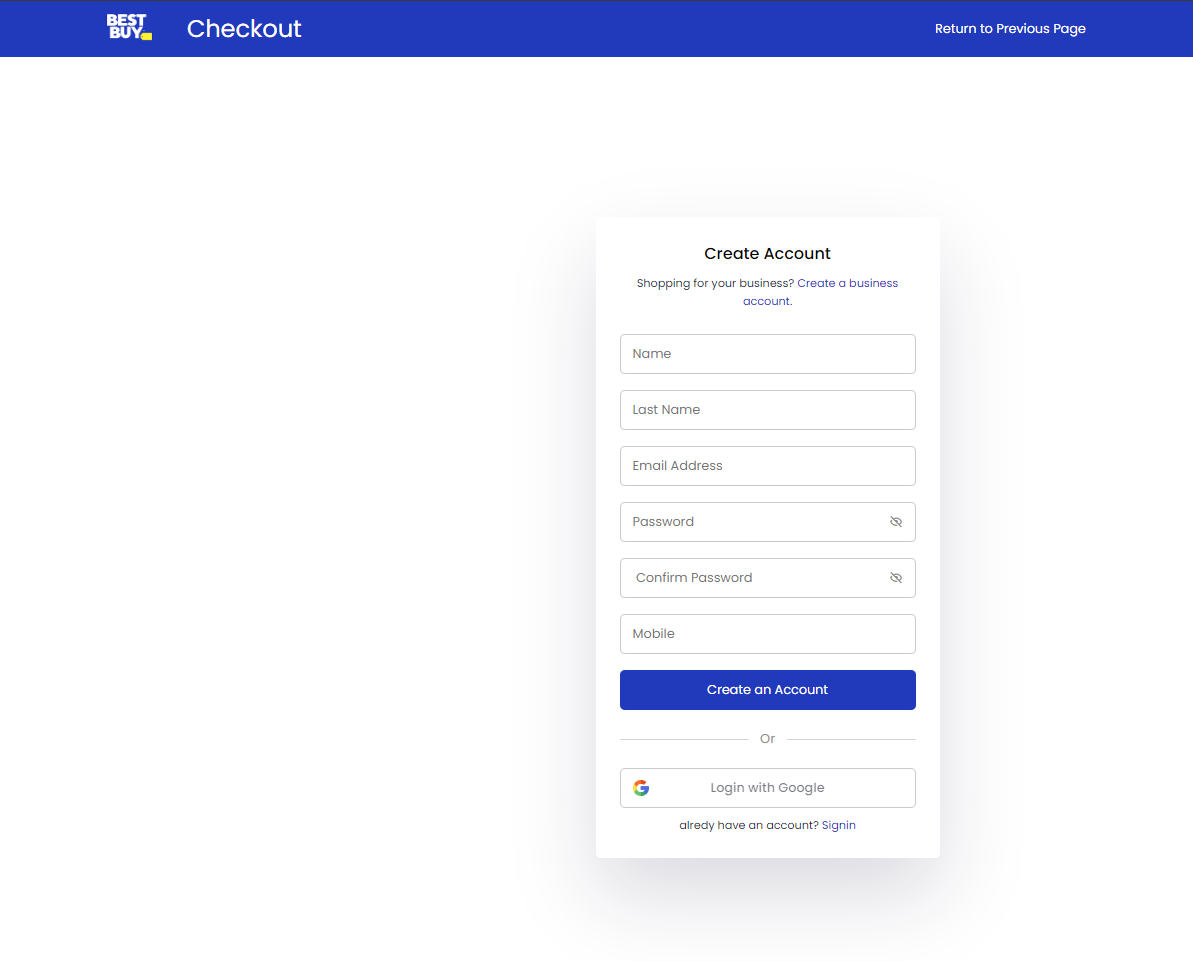 BEST
BUY
Checkout
Return to Previous Page
Create Account
Shopping for your business? Create a business
account.
Name
Last Name
Email Address
Password
Confirm Password
Mobile
Create an Account
Or
Login with Google
alredy have an account? Signin